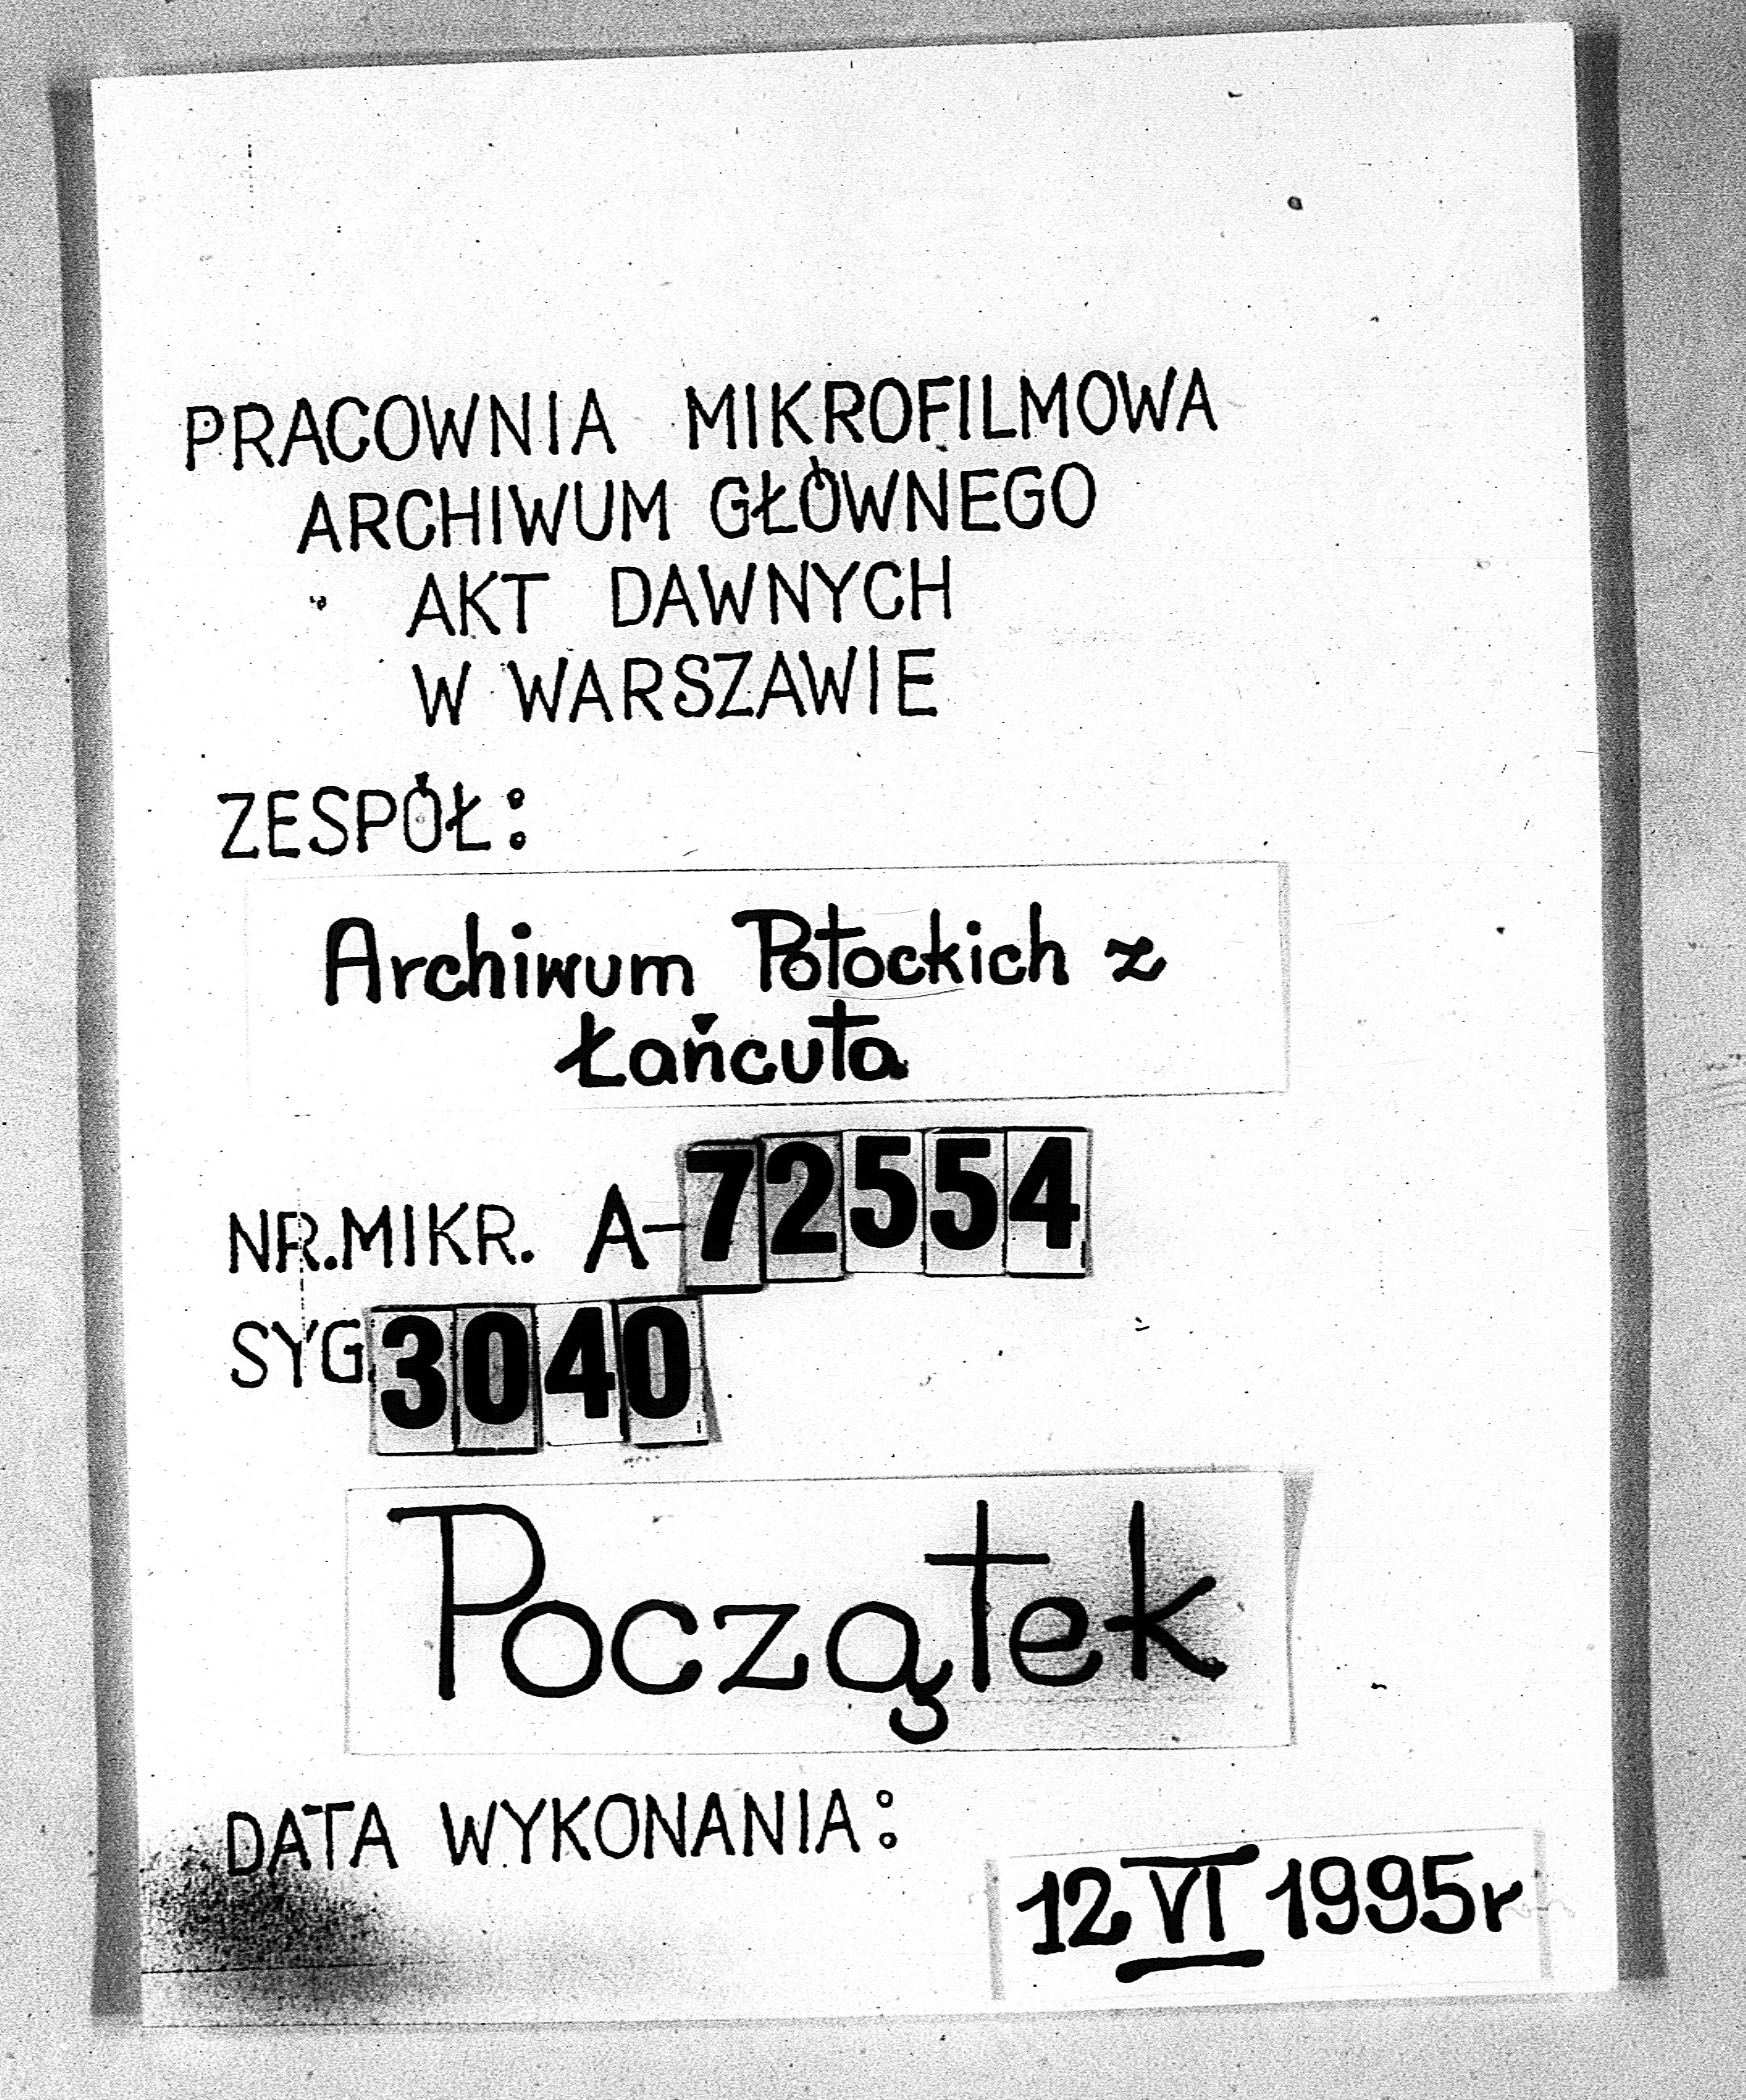 PRACOWNIA MIKROFILMOWA
ARCHIWUM GŁÓWNEGO
AKT DAWNYCH
W WARSZAWIE
ZESPÓŁ:
Archiwum Potockich z
Łańcuta
NR.MIKR. A-72554
SYG.3040
Początek
DATA WYKONANIA:
12 VI 1995r